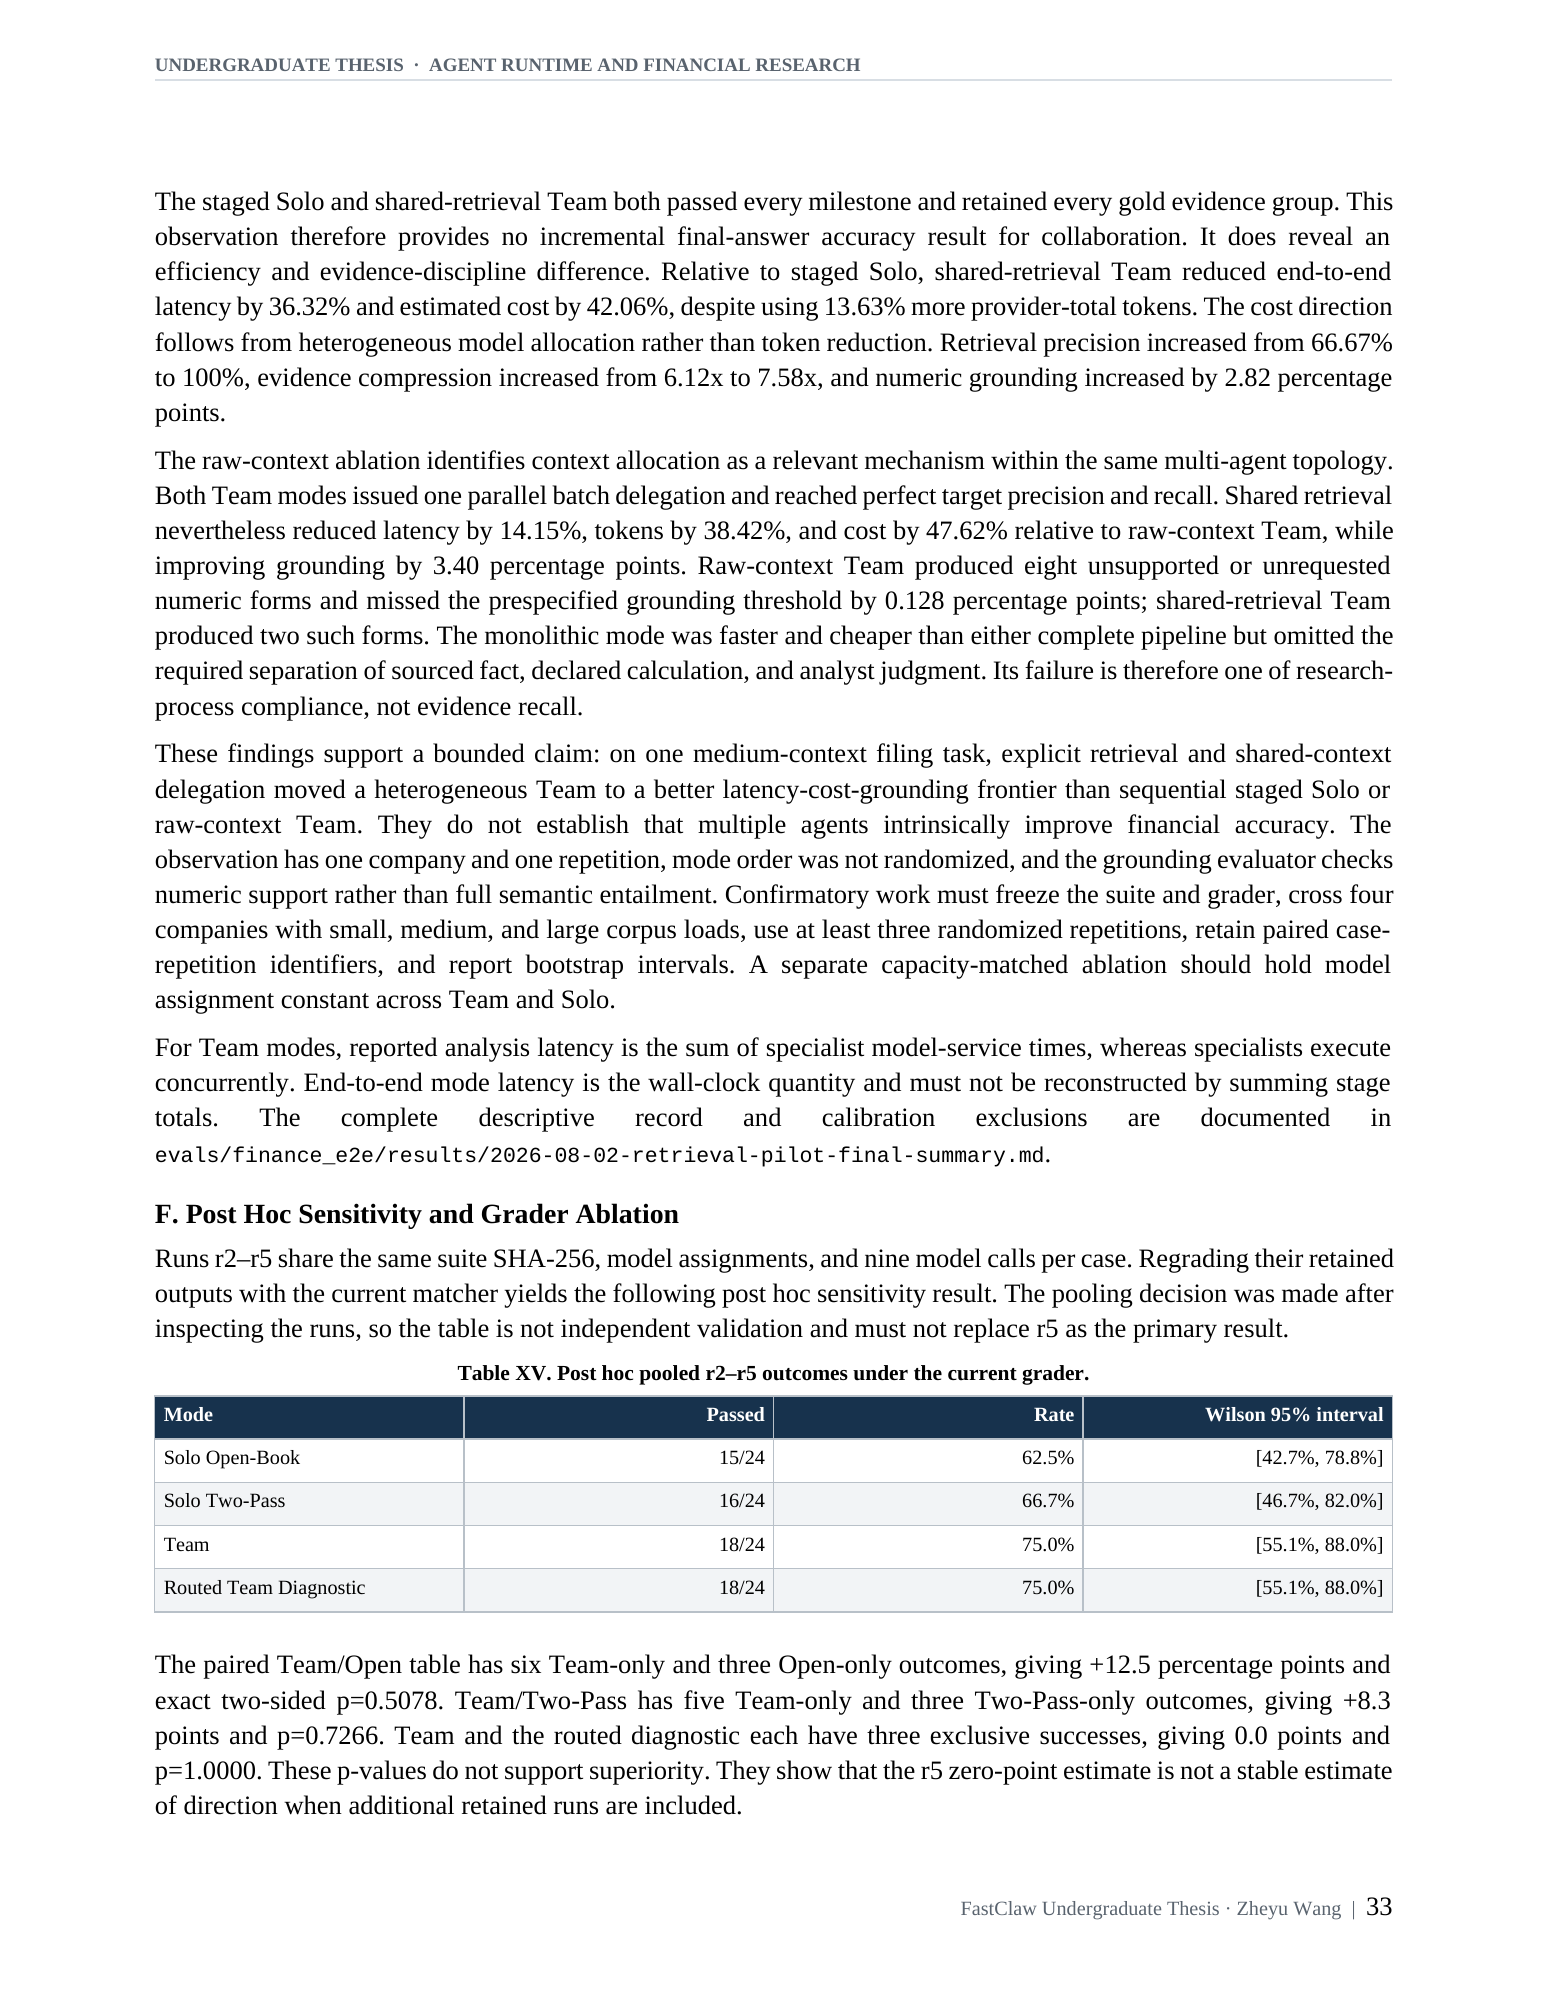 UNDERGRADUATE THESIS · AGENT RUNTIME AND FINANCIAL RESEARCH
The staged Solo and shared-retrieval Team both passed every milestone and retained every gold evidence group. This
observation therefore provides no incremental final-answer accuracy result for collaboration. It does reveal an
efficiency and evidence-discipline difference. Relative to staged Solo, shared-retrieval Team reduced end-to-end
latency by 36.32% and estimated cost by 42.06%, despite using 13.63% more provider-total tokens. The cost direction
follows from heterogeneous model allocation rather than token reduction. Retrieval precision increased from 66.67%
to 100%, evidence compression increased from 6.12x to 7.58x, and numeric grounding increased by 2.82 percentage
points.
The raw-context ablation identifies context allocation as a relevant mechanism within the same multi-agent topology.
Both Team modes issued one parallel batch delegation and reached perfect target precision and recall. Shared retrieval
nevertheless reduced latency by 14.15%, tokens by 38.42%, and cost by 47.62% relative to raw-context Team, while
improving grounding by 3.40 percentage points. Raw-context Team produced eight unsupported or unrequested
numeric forms and missed the prespecified grounding threshold by 0.128 percentage points; shared-retrieval Team
produced two such forms. The monolithic mode was faster and cheaper than either complete pipeline but omitted the
required separation of sourced fact, declared calculation, and analyst judgment. Its failure is therefore one of research-
process compliance, not evidence recall.
These findings support a bounded claim: on one medium-context filing task, explicit retrieval and shared-context
delegation moved a heterogeneous Team to a better latency-cost-grounding frontier than sequential staged Solo or
raw-context Team. They do not establish that multiple agents intrinsically improve financial accuracy. The
observation has one company and one repetition, mode order was not randomized, and the grounding evaluator checks
numeric support rather than full semantic entailment. Confirmatory work must freeze the suite and grader, cross four
companies with small, medium, and large corpus loads, use at least three randomized repetitions, retain paired case-
repetition identifiers, and report bootstrap intervals. A separate capacity-matched ablation should hold model
assignment constant across Team and Solo.
For Team modes, reported analysis latency is the sum of specialist model-service times, whereas specialists execute
concurrently. End-to-end mode latency is the wall-clock quantity and must not be reconstructed by summing stage
totals. The complete descriptive record and calibration exclusions are documented in
evals/finance_e2e/results/2026-08-02-retrieval-pilot-final-summary.md.
F. Post Hoc Sensitivity and Grader Ablation
Runs r2–r5 share the same suite SHA-256, model assignments, and nine model calls per case. Regrading their retained
outputs with the current matcher yields the following post hoc sensitivity result. The pooling decision was made after
inspecting the runs, so the table is not independent validation and must not replace r5 as the primary result.
Table XV. Post hoc pooled r2–r5 outcomes under the current grader.
Mode Passed Rate Wilson 95% interval
Solo Open-Book 15/24 62.5% [42.7%, 78.8%]
Solo Two-Pass 16/24 66.7% [46.7%, 82.0%]
Team 18/24 75.0% [55.1%, 88.0%]
Routed Team Diagnostic 18/24 75.0% [55.1%, 88.0%]
The paired Team/Open table has six Team-only and three Open-only outcomes, giving +12.5 percentage points and
exact two-sided p=0.5078. Team/Two-Pass has five Team-only and three Two-Pass-only outcomes, giving +8.3
points and p=0.7266. Team and the routed diagnostic each have three exclusive successes, giving 0.0 points and
p=1.0000. These p-values do not support superiority. They show that the r5 zero-point estimate is not a stable estimate
of direction when additional retained runs are included.
FastClaw Undergraduate Thesis · Zheyu Wang | 33